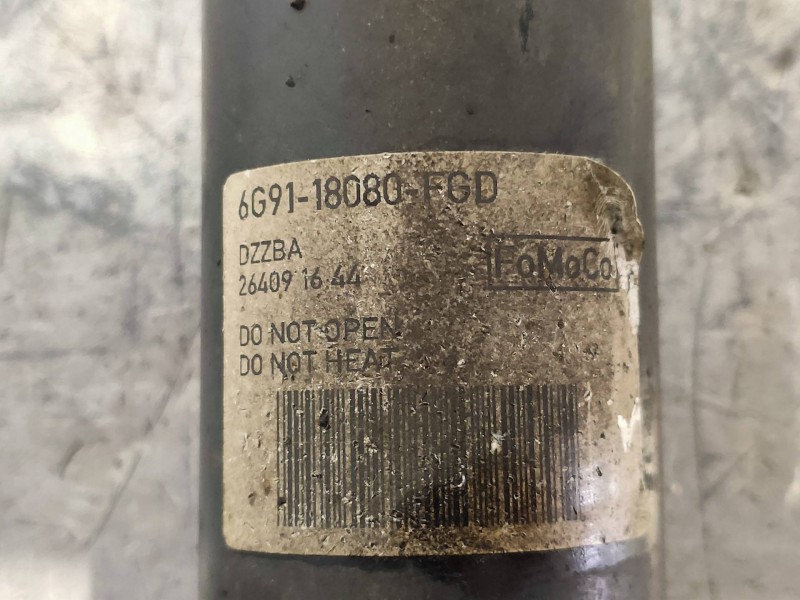 6G91-18080-FGD
DZZBA
26409 16 44
FoMoCo
DO NOT OPEN
DO NOT HEAT